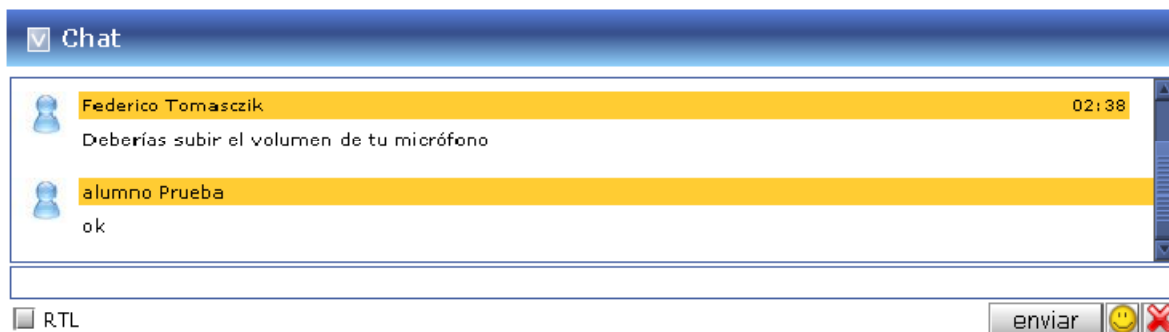 Chat
Federico Tomasczik 02:38
Deberías subir el volumen de tu micrófono
alumno Prueba
ok
RTL
enviar